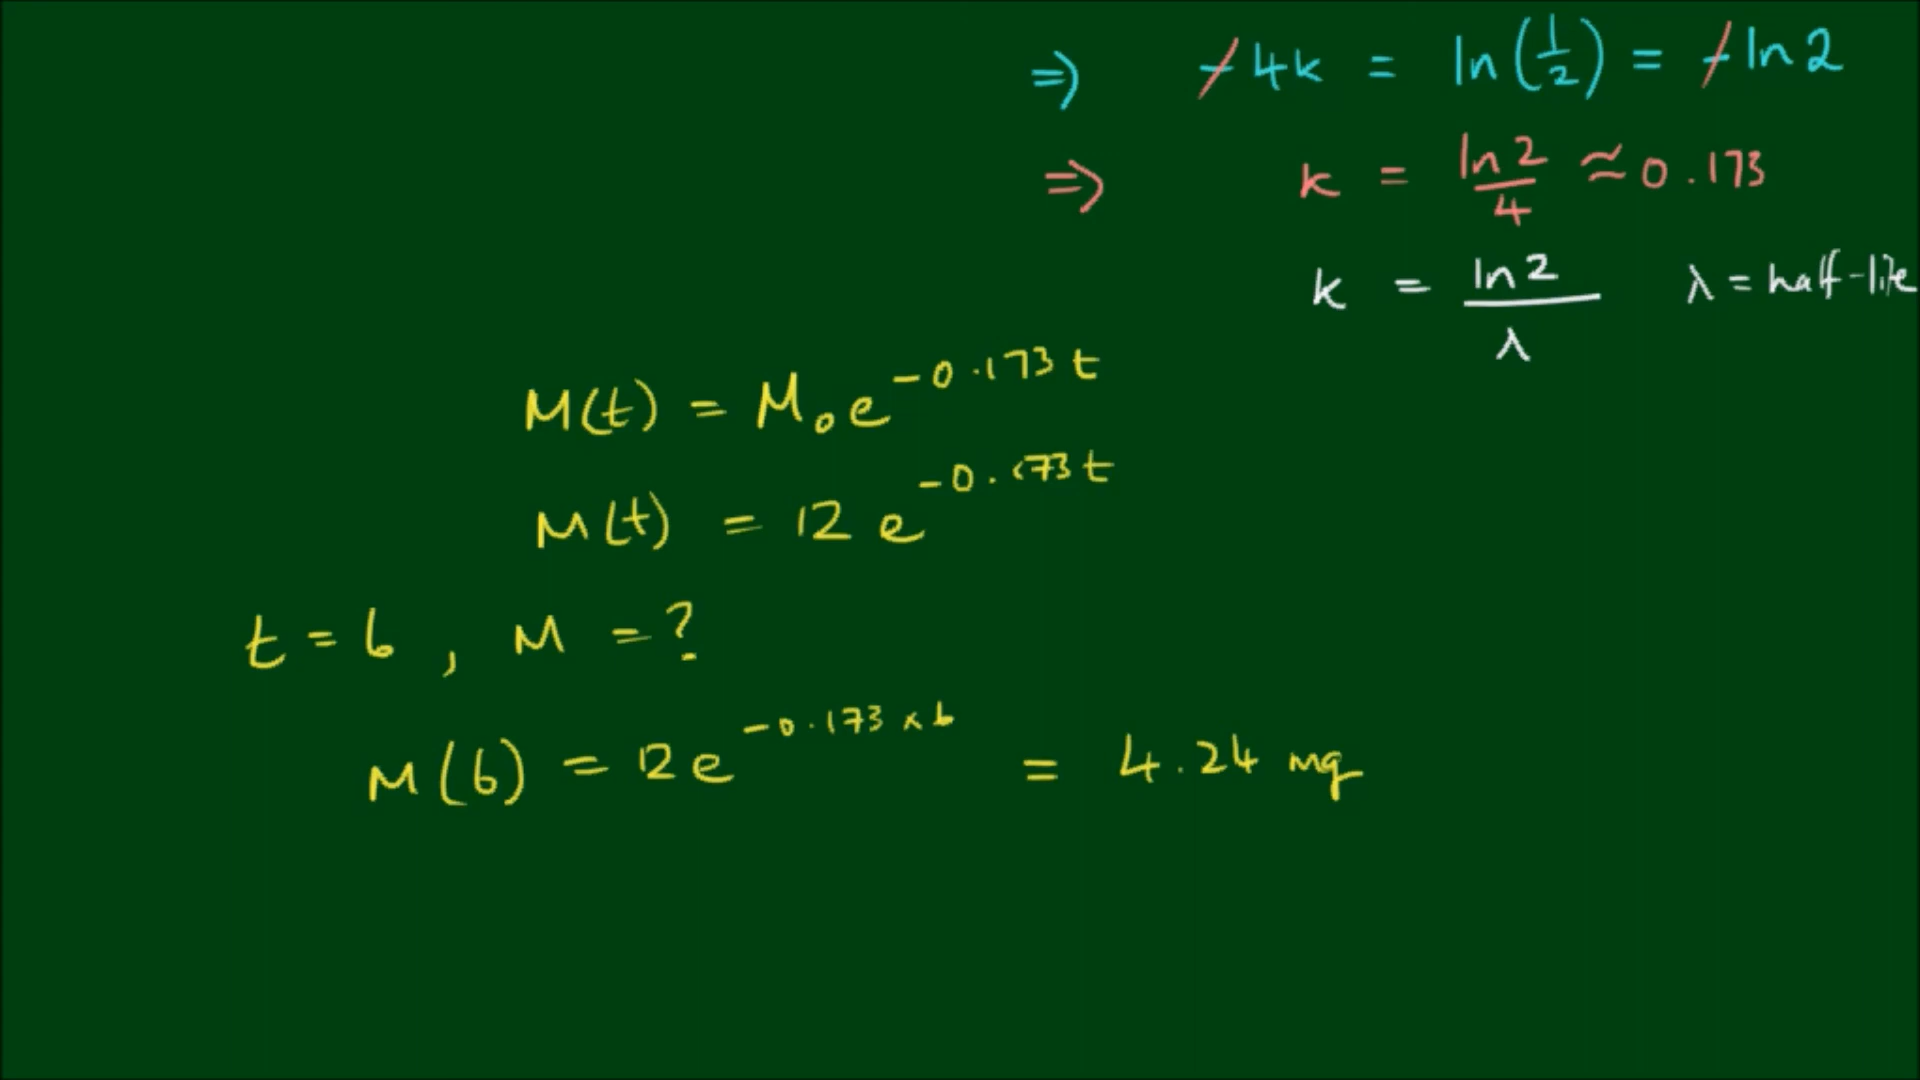 ⇒ -4k = ln(1/2) = -ln2
⇒ k = ln2/4 ≈ 0.173
k = ln2/λ λ = half-life
M(t) = M₀e^(-0.173t)
M(t) = 12e^(-0.173t)
t=6, M=?
M(6) = 12e^(-0.173×6) = 4.24 mg